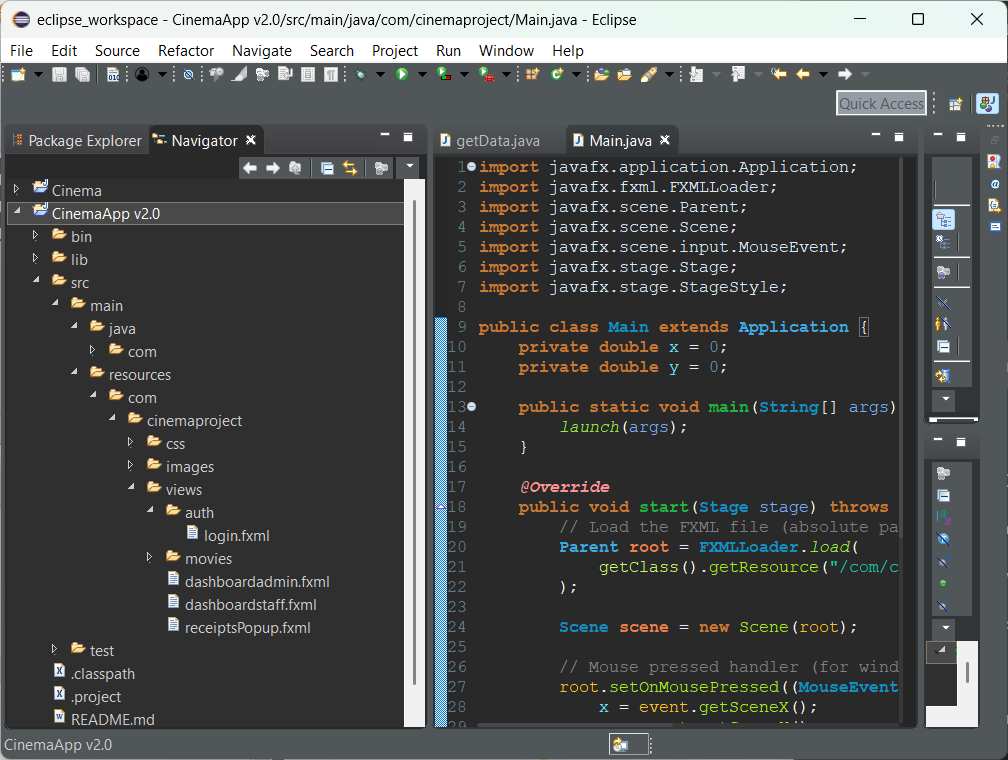 eclipse_workspace - CinemaApp v2.0/src/main/java/com/cinemaproject/Main.java - Eclipse
File Edit Source Refactor Navigate Search Project Run Window Help
Quick Access
Package Explorer Navigator
Cinema
CinemaApp v2.0
bin
lib
src
main
java
com
resources
com
cinemaproject
css
images
views
auth
login.fxml
movies
dashboardadmin.fxml
dashboardstaff.fxml
receiptsPopup.fxml
test
.classpath
.project
README.md
getData.java Main.java
1 import javafx.application.Application;
2 import javafx.fxml.FXMLLoader;
3 import javafx.scene.Parent;
4 import javafx.scene.Scene;
5 import javafx.scene.input.MouseEvent;
6 import javafx.stage.Stage;
7 import javafx.stage.StageStyle;
8
9 public class Main extends Application {
10 private double x = 0;
11 private double y = 0;
12
13 public static void main(String[] args)
14 launch(args);
15 }
16
17 @Override
18 public void start(Stage stage) throws
19 // Load the FXML file (absolute pa
20 Parent root = FXMLLoader.load(
21 getClass().getResource("/com/c
22 );
23
24 Scene scene = new Scene(root);
25
26 // Mouse pressed handler (for wind
27 root.setOnMousePressed((MouseEvent
28 x = event.getSceneX();
29
CinemaApp v2.0